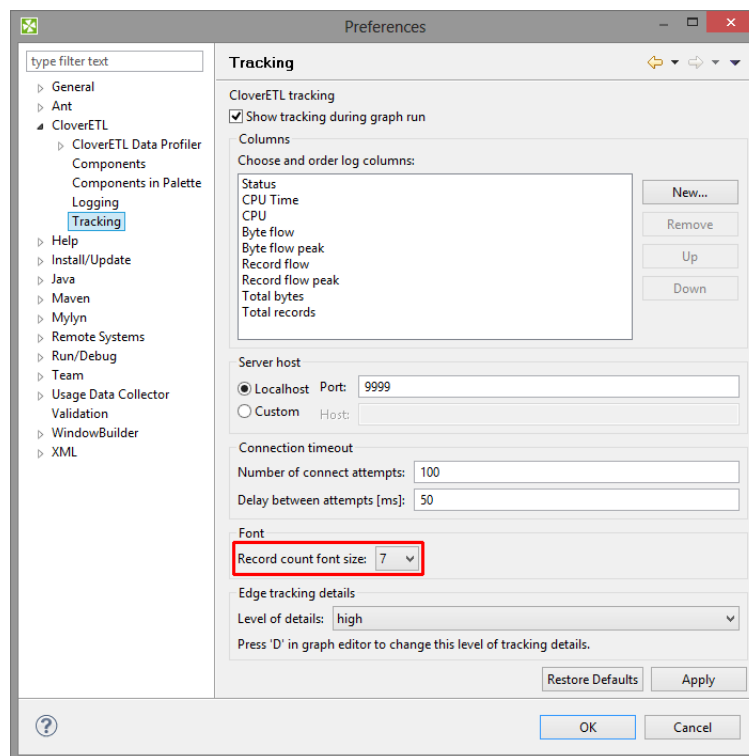 Preferences
type filter text
General
Ant
CloverETL
CloverETL Data Profiler
Components
Components in Palette
Logging
Tracking
Help
Install/Update
Java
Maven
Mylyn
Remote Systems
Run/Debug
Team
Usage Data Collector
Validation
WindowBuilder
XML
Tracking
CloverETL tracking
Show tracking during graph run
Columns
Choose and order log columns:
Status
CPU Time
CPU
Byte flow
Byte flow peak
Record flow
Record flow peak
Total bytes
Total records
New...
Remove
Up
Down
Server host
Localhost Port: 9999
Custom Host:
Connection timeout
Number of connect attempts: 100
Delay between attempts [ms]: 50
Font
Record count font size: 7
Edge tracking details
Level of details: high
Press 'D' in graph editor to change this level of tracking details.
Restore Defaults Apply
OK Cancel